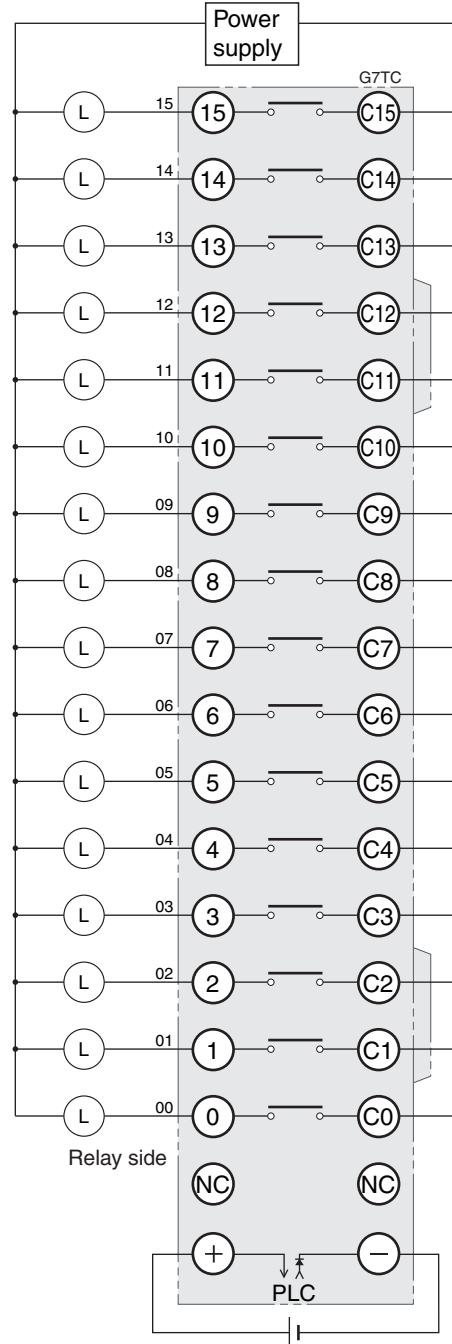 Power
supply
G7TC
L 15 15 C15
L 14 14 C14
L 13 13 C13
L 12 12 C12
L 11 11 C11
L 10 10 C10
L 09 9 C9
L 08 8 C8
L 07 7 C7
L 06 6 C6
L 05 5 C5
L 04 4 C4
L 03 3 C3
L 02 2 C2
L 01 1 C1
L 00 0 C0
Relay side
NC NC
+ −
PLC